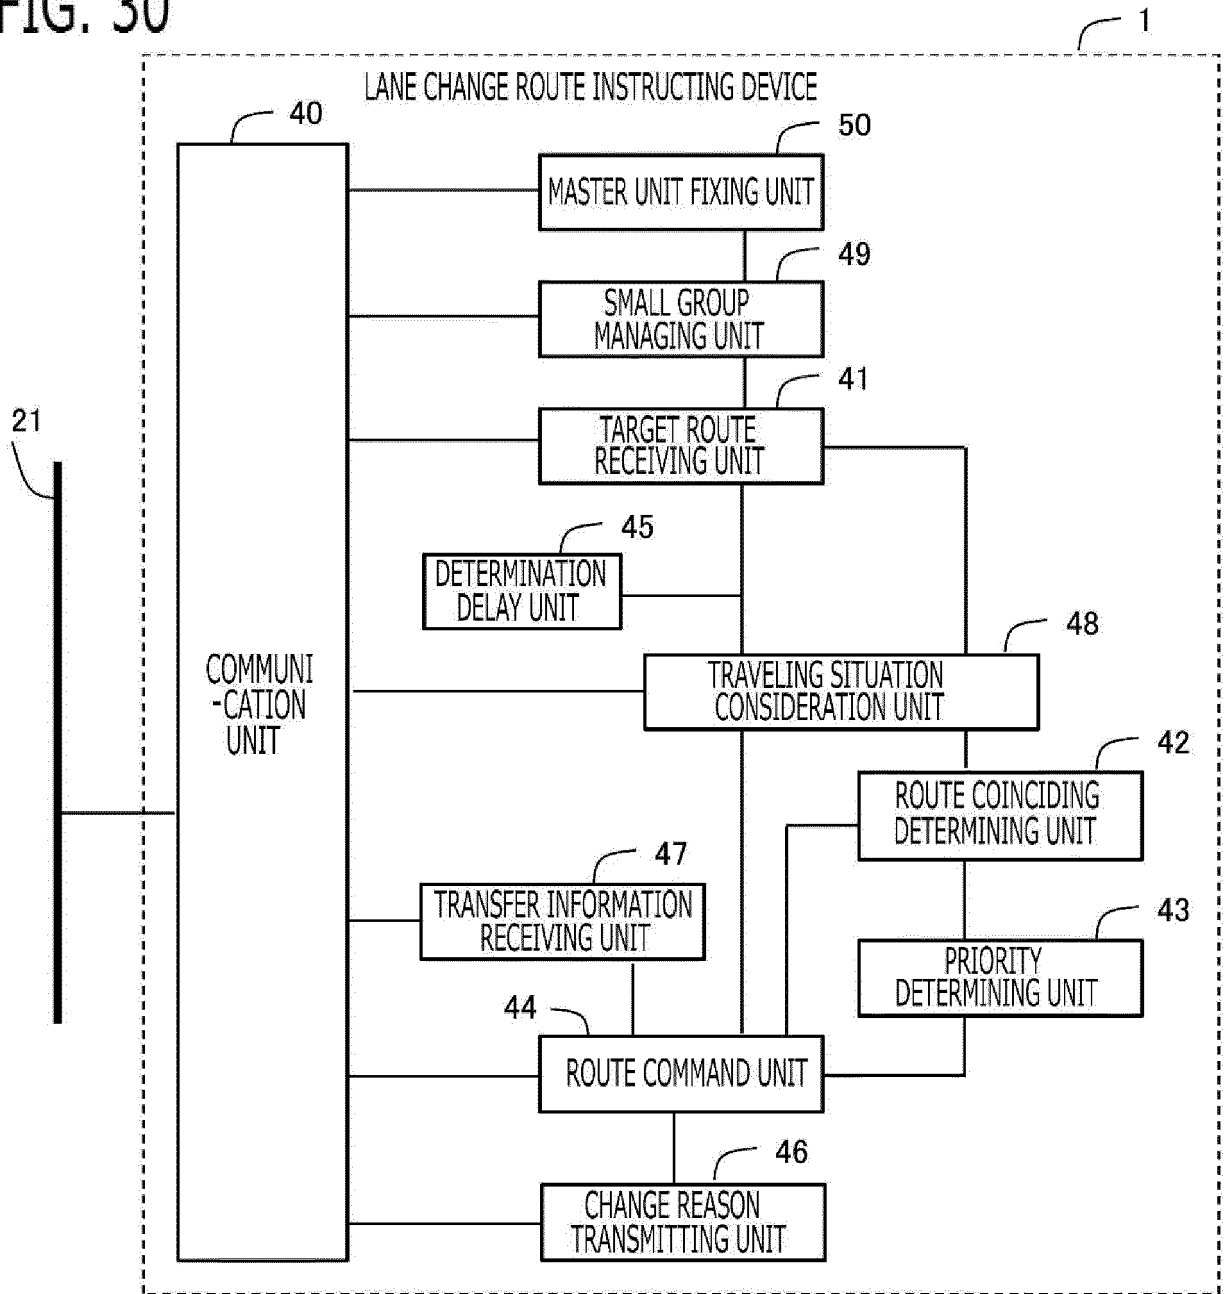 FIG. 30
1
LANE CHANGE ROUTE INSTRUCTING DEVICE
40
50
MASTER UNIT FIXING UNIT
49
SMALL GROUP
MANAGING UNIT
41
TARGET ROUTE
RECEIVING UNIT
21
45
DETERMINATION
DELAY UNIT
48
TRAVELING SITUATION
CONSIDERATION UNIT
COMMUNI
-CATION
UNIT
42
ROUTE COINCIDING
DETERMINING UNIT
47
TRANSFER INFORMATION
RECEIVING UNIT
43
PRIORITY
DETERMINING UNIT
44
ROUTE COMMAND UNIT
46
CHANGE REASON
TRANSMITTING UNIT